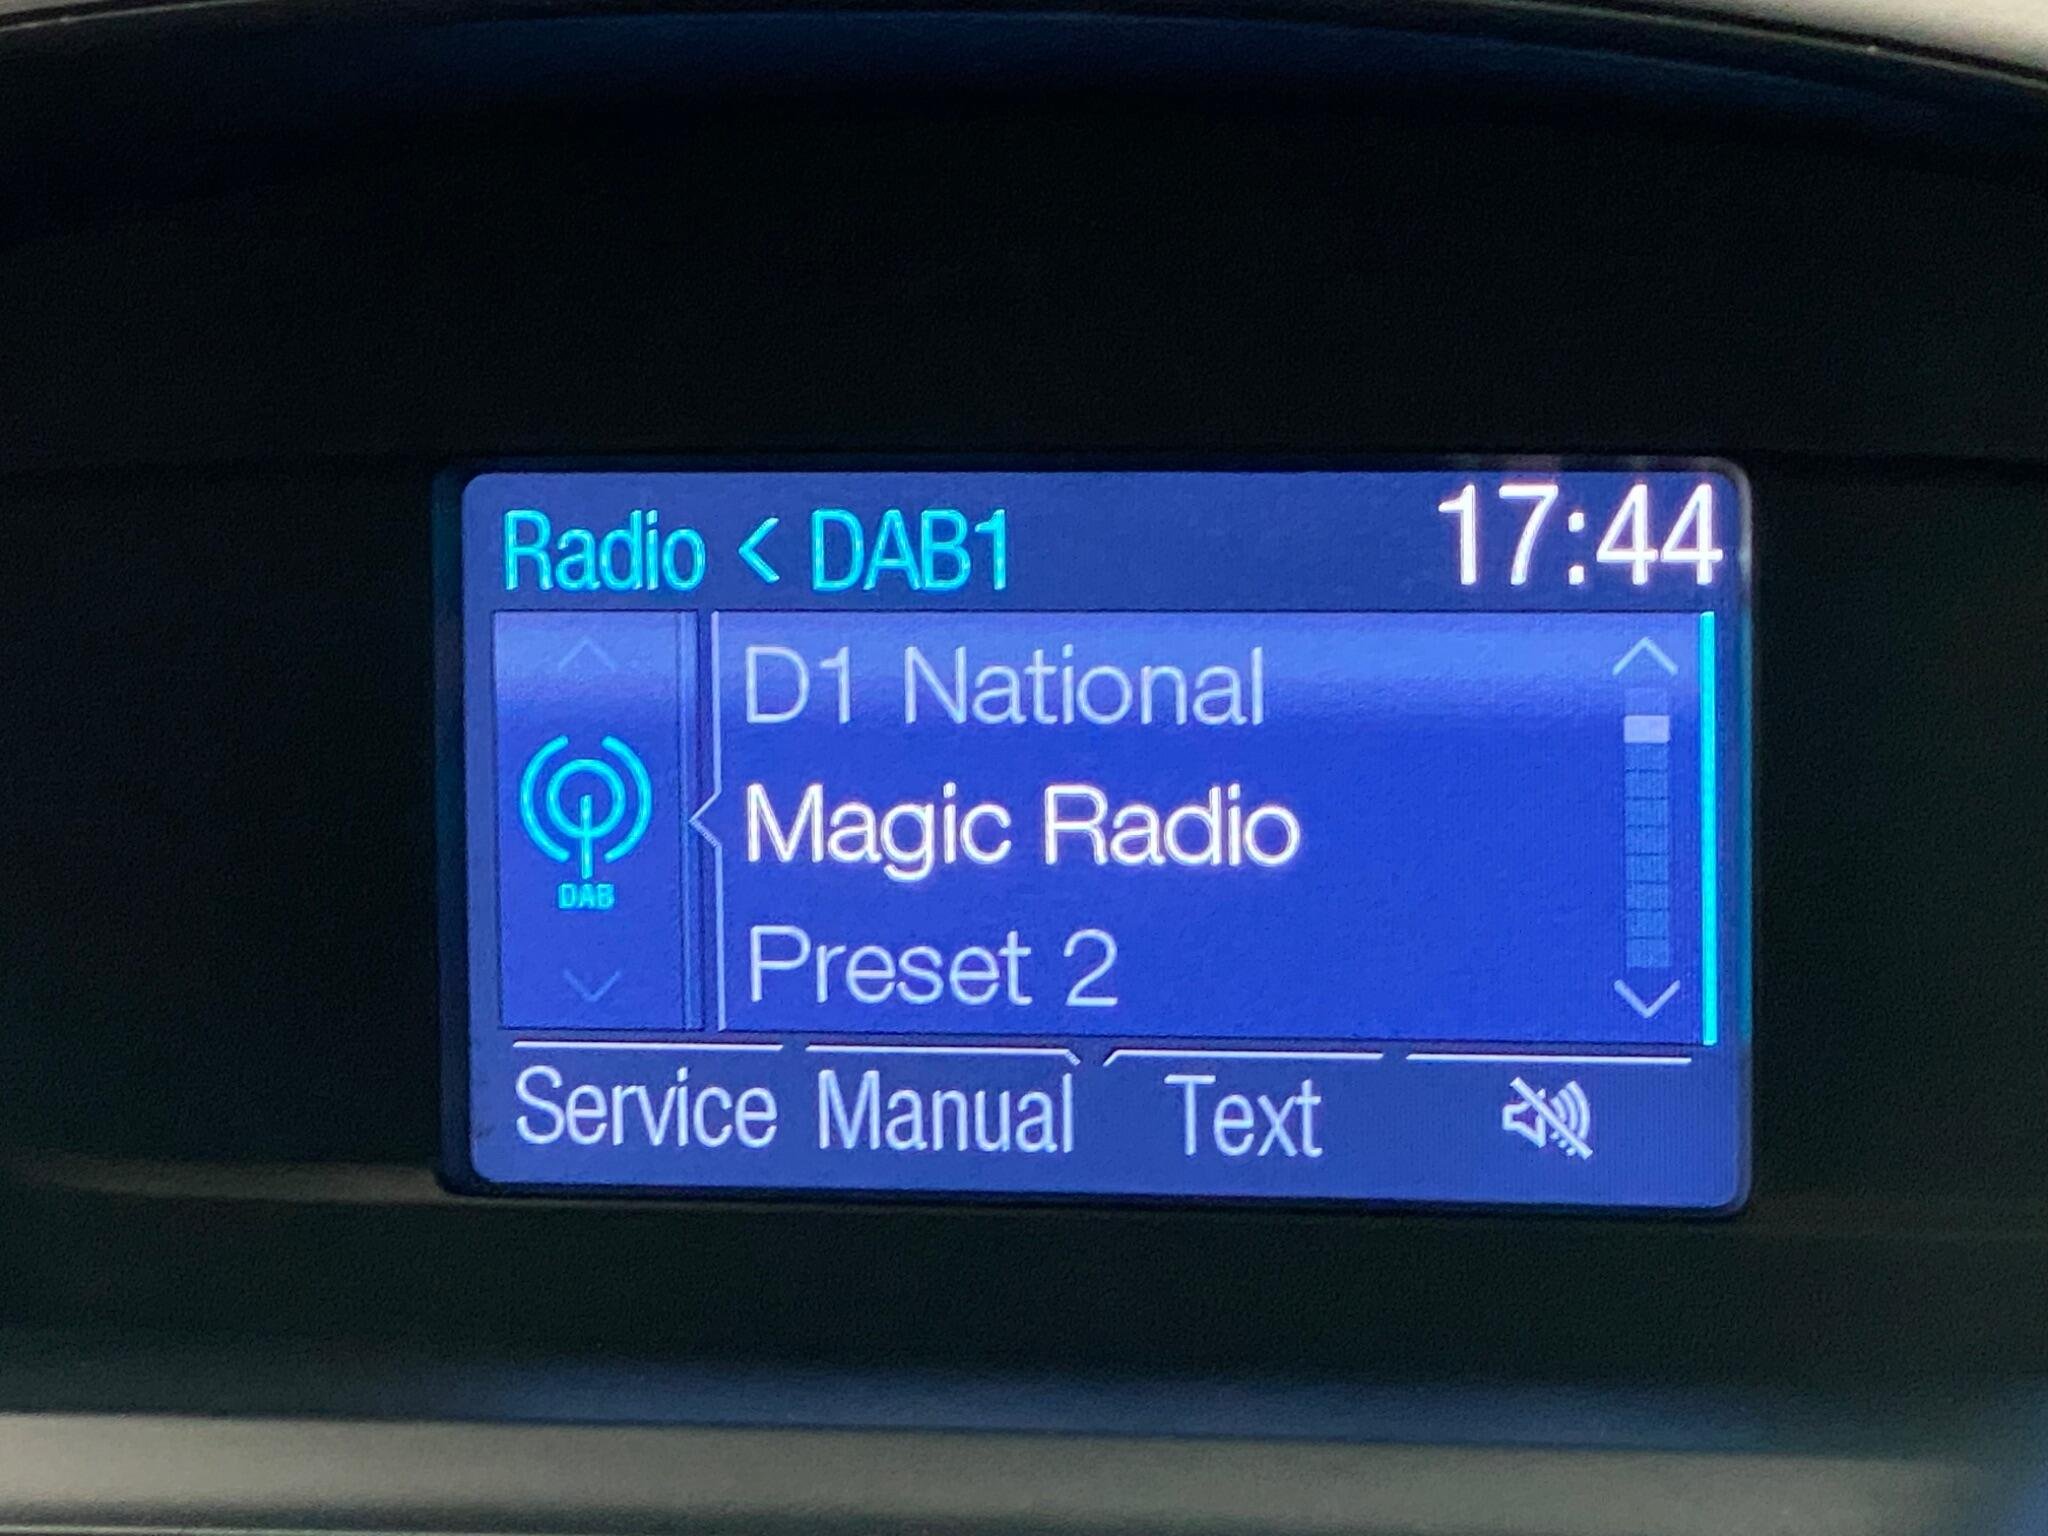 Radio < DAB1 17:44
D1 National
Magic Radio
DAB
Preset 2
Service Manual Text